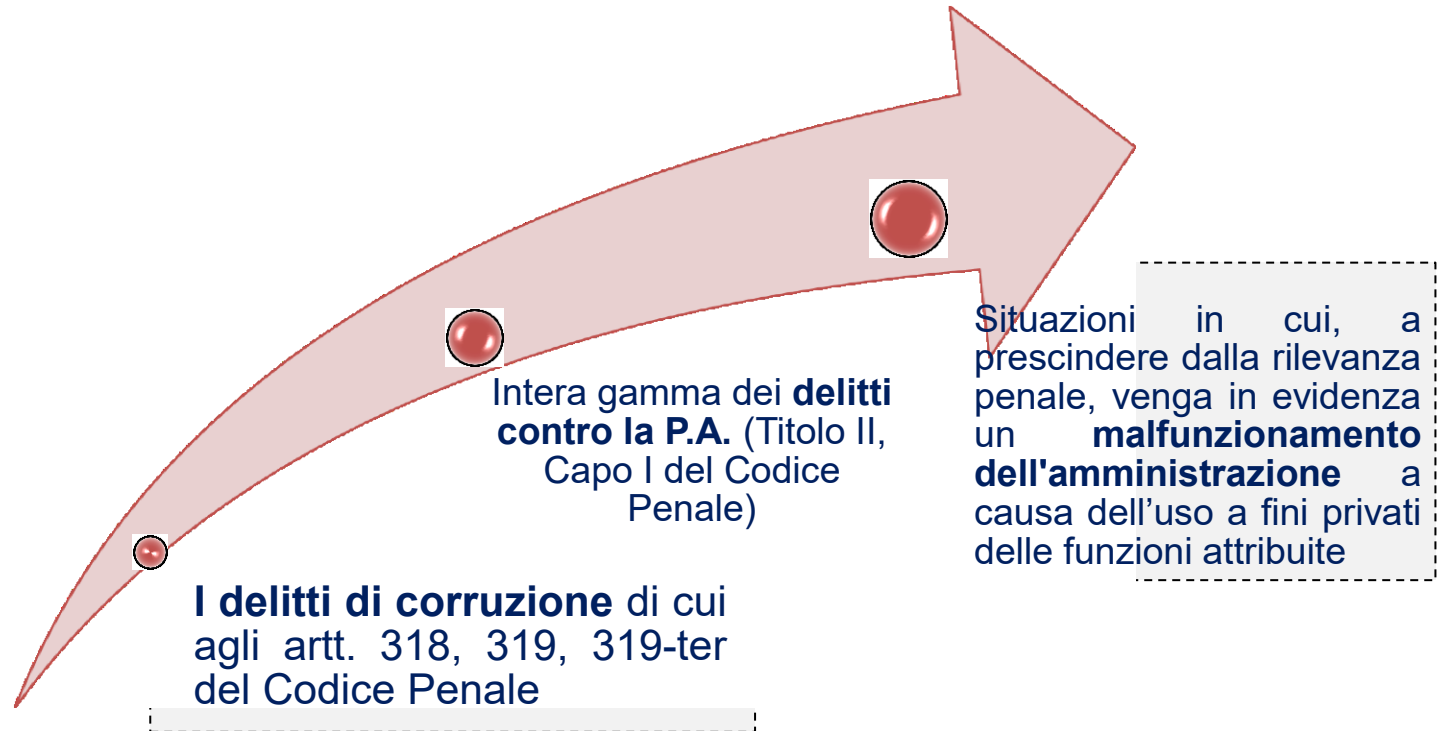 I delitti di corruzione di cui
agli artt. 318, 319, 319-ter
del Codice Penale
Intera gamma dei delitti
contro la P.A. (Titolo II,
Capo I del Codice
Penale)
Situazioni in cui, a
prescindere dalla rilevanza
penale, venga in evidenza
un malfunzionamento
dell'amministrazione a
causa dell’uso a fini privati
delle funzioni attribuite